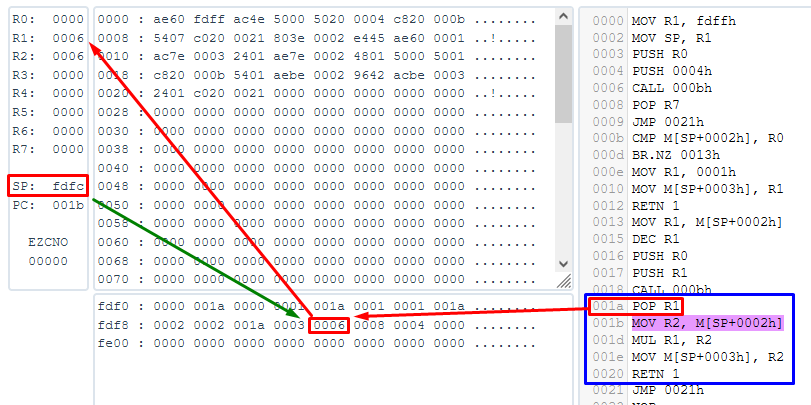 R0: 0000
R1: 0006
R2: 0006
R3: 0000
R4: 0000
R5: 0000
R6: 0000
R7: 0000
SP: fdfc
PC: 001b
EZCNO
00000
0000 : ae60 fdff ac4e 5000 5020 0004 c820 000b ........
0008 : 5407 c020 0021 803e 0002 e445 ae60 0001 ..!.....
0010 : ac7e 0003 2401 ae7e 0002 4801 5000 5001 ........
0018 : c820 000b 5401 aebe 0002 9642 acbe 0003 ........
0020 : 2401 c020 0021 0000 0000 0000 0000 0000 ..!.....
0028 : 0000 0000 0000 0000 0000 0000 0000 0000 ........
0030 : 0000 0000 0000 0000 0000 0000 0000 0000 ........
0038 : 0000 0000 0000 0000 0000 0000 0000 0000 ........
0040 : 0000 0000 0000 0000 0000 0000 0000 0000 ........
0048 : 0000 0000 0000 0000 0000 0000 0000 0000 ........
0050 : 0000 0000 0000 0000 0000 0000 0000 0000 ........
0058 : 0000 0000 0000 0000 0000 0000 0000 0000 ........
0060 : 0000 0000 0000 0000 0000 0000 0000 0000 ........
0068 : 0000 0000 0000 0000 0000 0000 0000 0000 ........
0070 : 0000 0000 0000 0000 0000 0000 0000 0000 ........
fdf0 : 0000 001a 0000 0001 001a 0001 0001 001a ........
fdf8 : 0002 0002 001a 0003 0006 0008 0004 0000 ........
fe00 : 0000 0000 0000 0000 0000 0000 0000 0000 ........
0000 MOV R1, fdffh
0002 MOV SP, R1
0003 PUSH R0
0004 PUSH 0004h
0006 CALL 000bh
0008 POP R7
0009 JMP 0021h
000b CMP M[SP+0002h], R0
000d BR.NZ 0013h
000e MOV R1, 0001h
0010 MOV M[SP+0003h], R1
0012 RETN 1
0013 MOV R1, M[SP+0002h]
0015 DEC R1
0016 PUSH R0
0017 PUSH R1
0018 CALL 000bh
001a POP R1
001b MOV R2, M[SP+0002h]
001d MUL R1, R2
001e MOV M[SP+0003h], R2
0020 RETN 1
0021 JMP 0021h